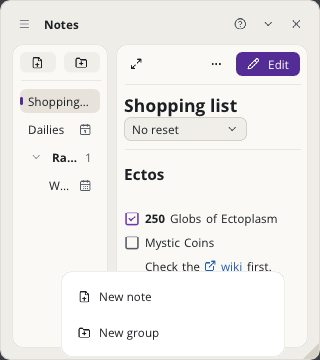 Notes
Edit
Shopping...
Dailies
Ra... 1
W...
Shopping list
No reset
Ectos
250 Globs of Ectoplasm
Mystic Coins
Check the wiki first.
New note
New group